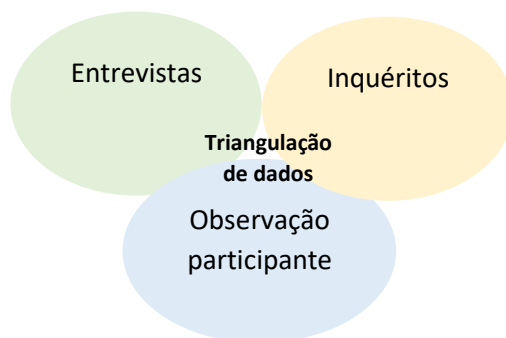 Entrevistas
Inquéritos
Triangulação
de dados
Observação
participante